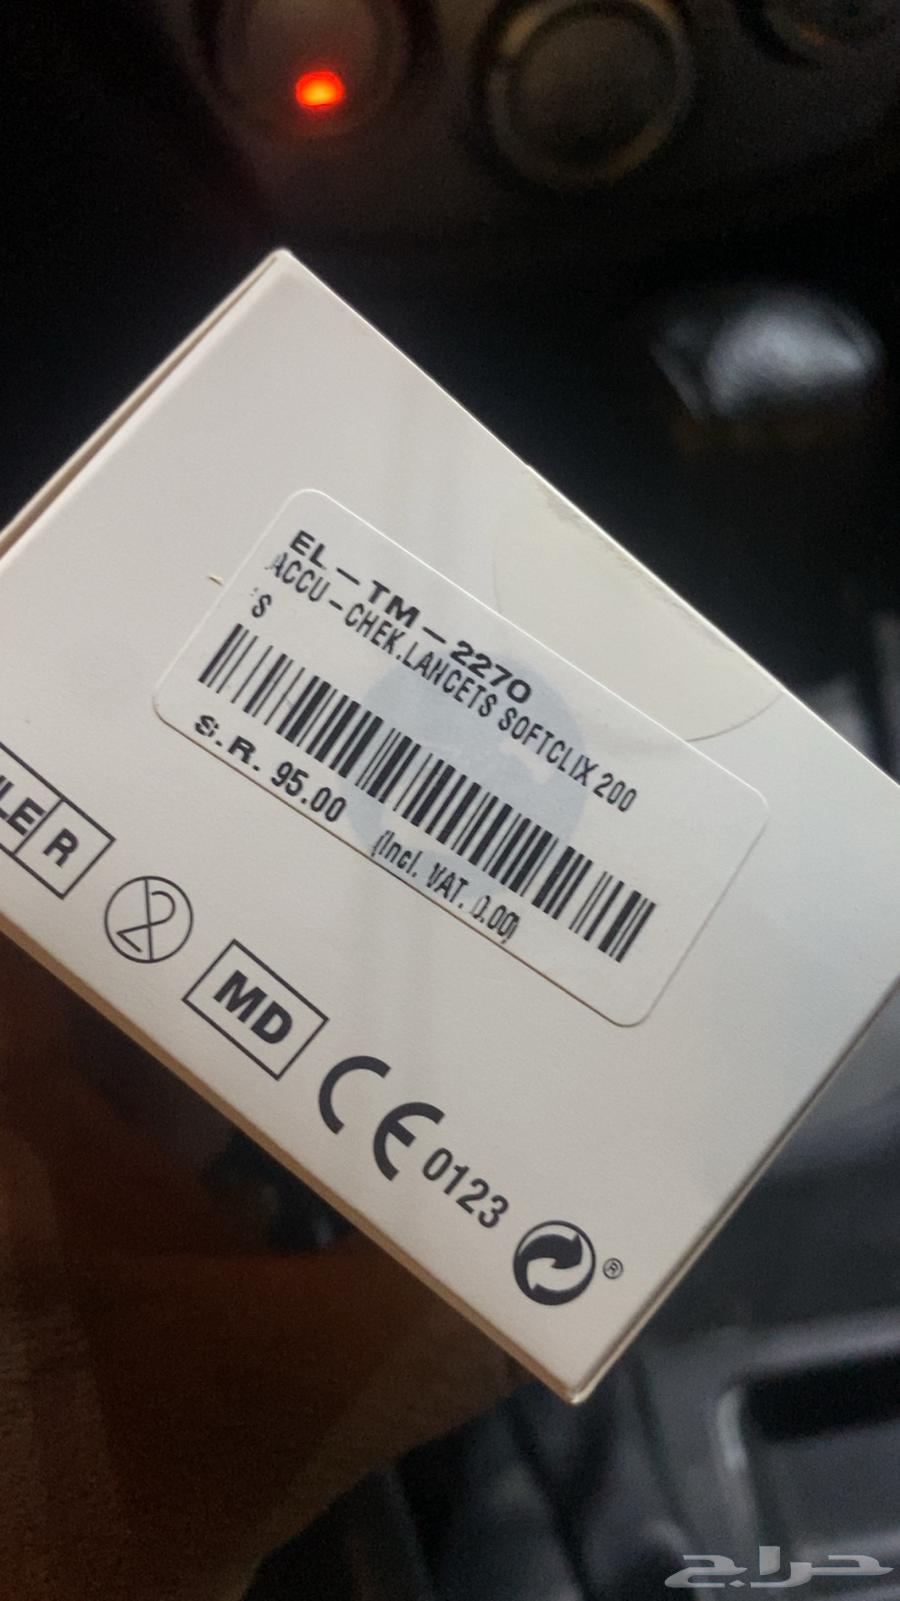 EL-TM-2270
ACCU-CHEK.LANCETS SOFTCLIX 200
'S
S.R. 95.00 (Incl. VAT. 0.00)
LE R
2
MD
CE 0123
®
حراج